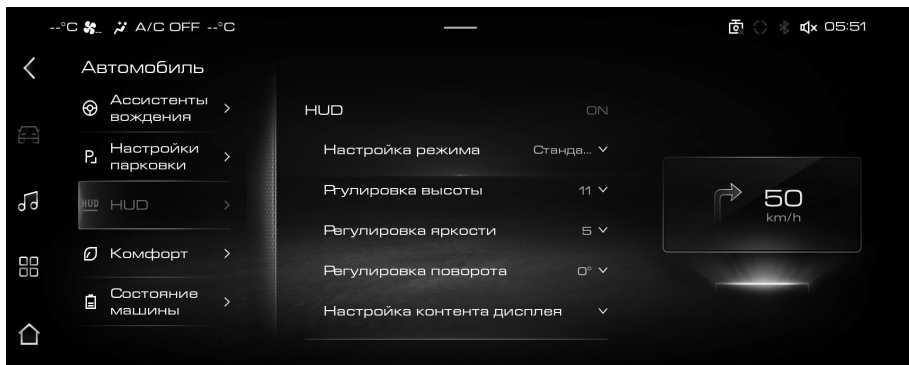 --°C A/C OFF --°C 05:51
Автомобиль
Ассистенты
вождения
Настройки
парковки
HUD HUD
Комфорт
Состояние
машины
HUD ON
Настройка режима Станда...
Ргулировка высоты 11
Регулировка яркости 5
Регулировка поворота 0°
Настройка контента дисплея
50
km/h